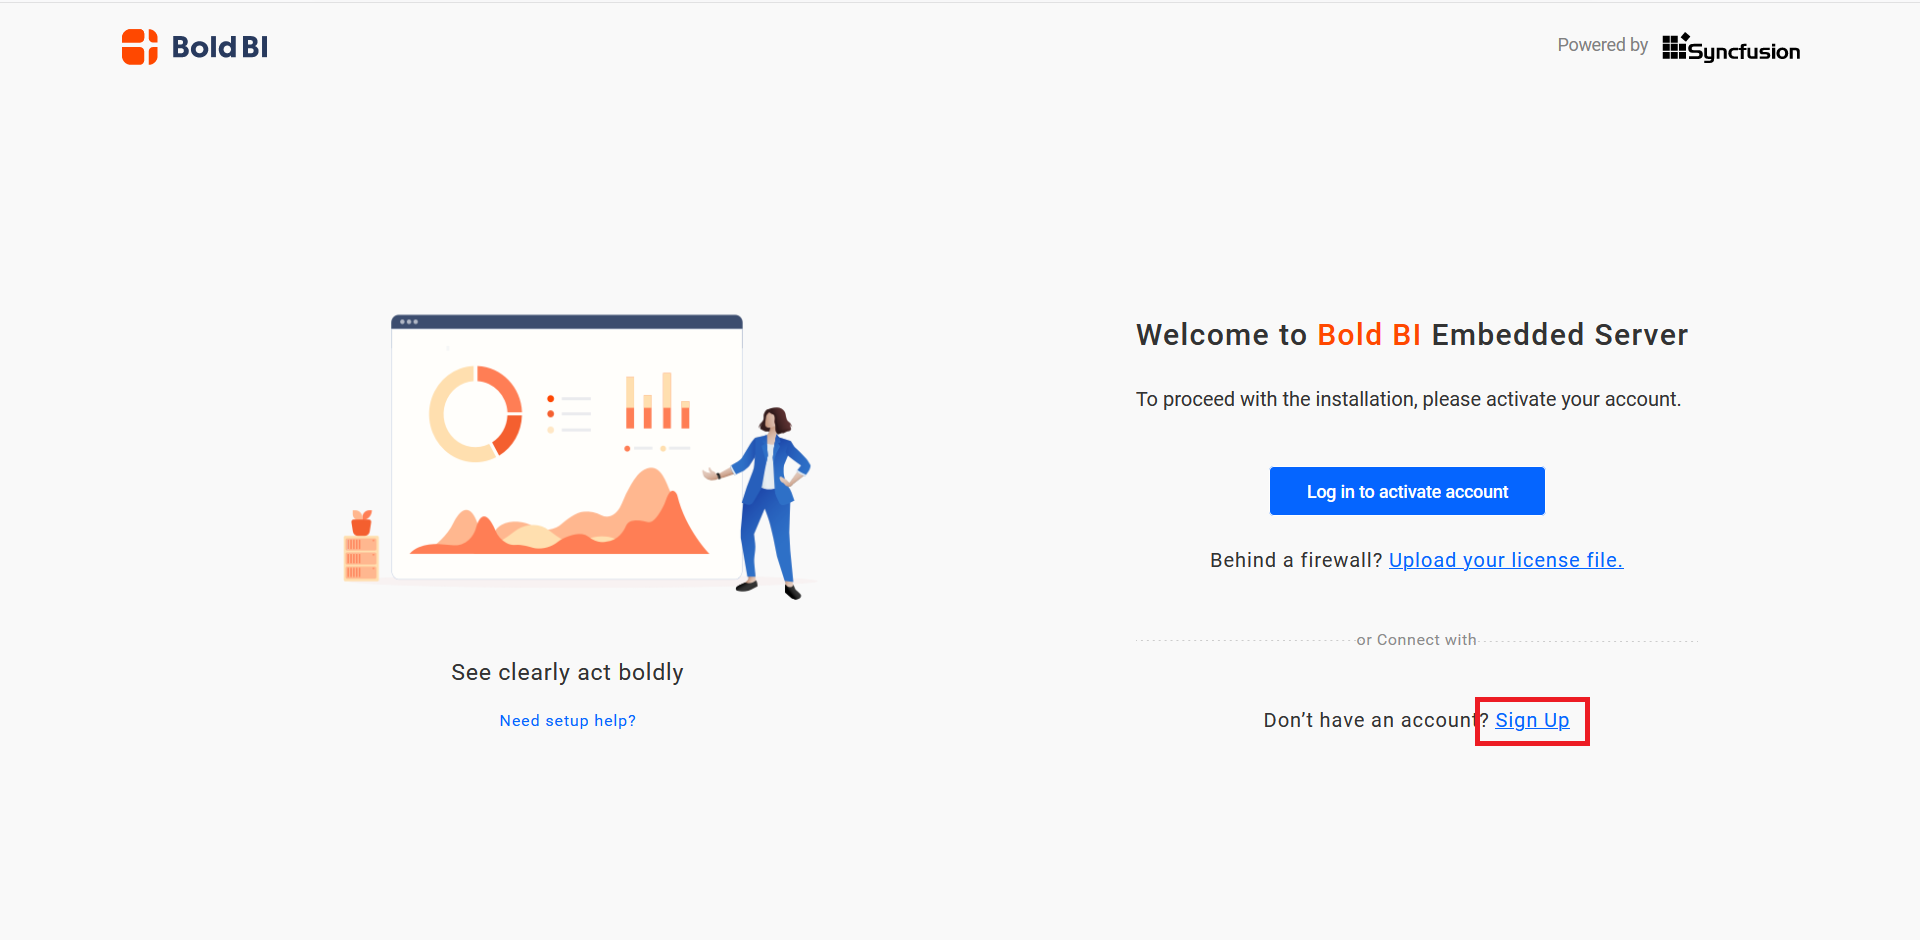 Bold BI
Powered by Syncfusion
Welcome to Bold BI Embedded Server
To proceed with the installation, please activate your account.
Log in to activate account
Behind a firewall? Upload your license file.
or Connect with
See clearly act boldly
Need setup help?
Don’t have an account? Sign Up